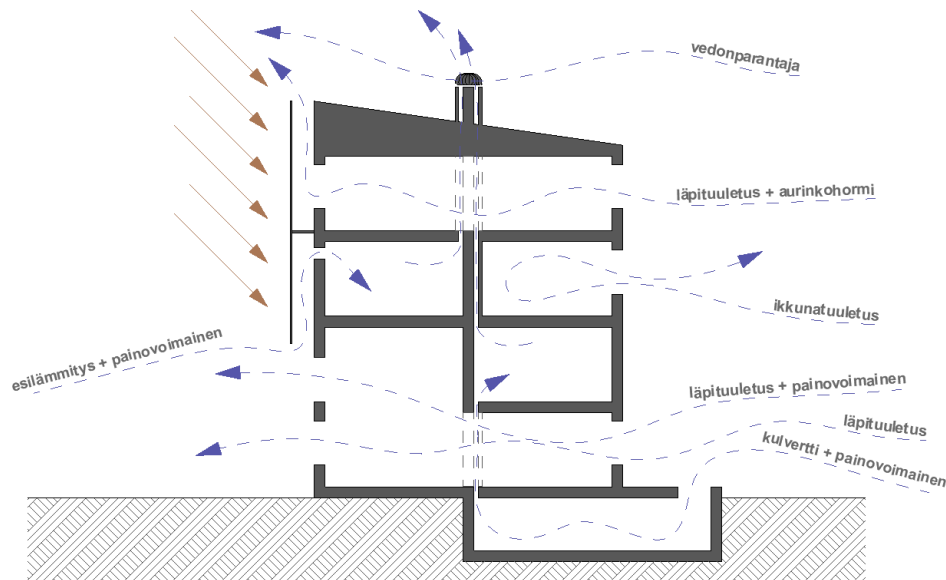 vedonparantaja
läpituuletus + aurinkohormi
ikkunatuuletus
esilämmitys + painovoimainen
läpituuletus + painovoimainen
läpituuletus
kulvertti + painovoimainen